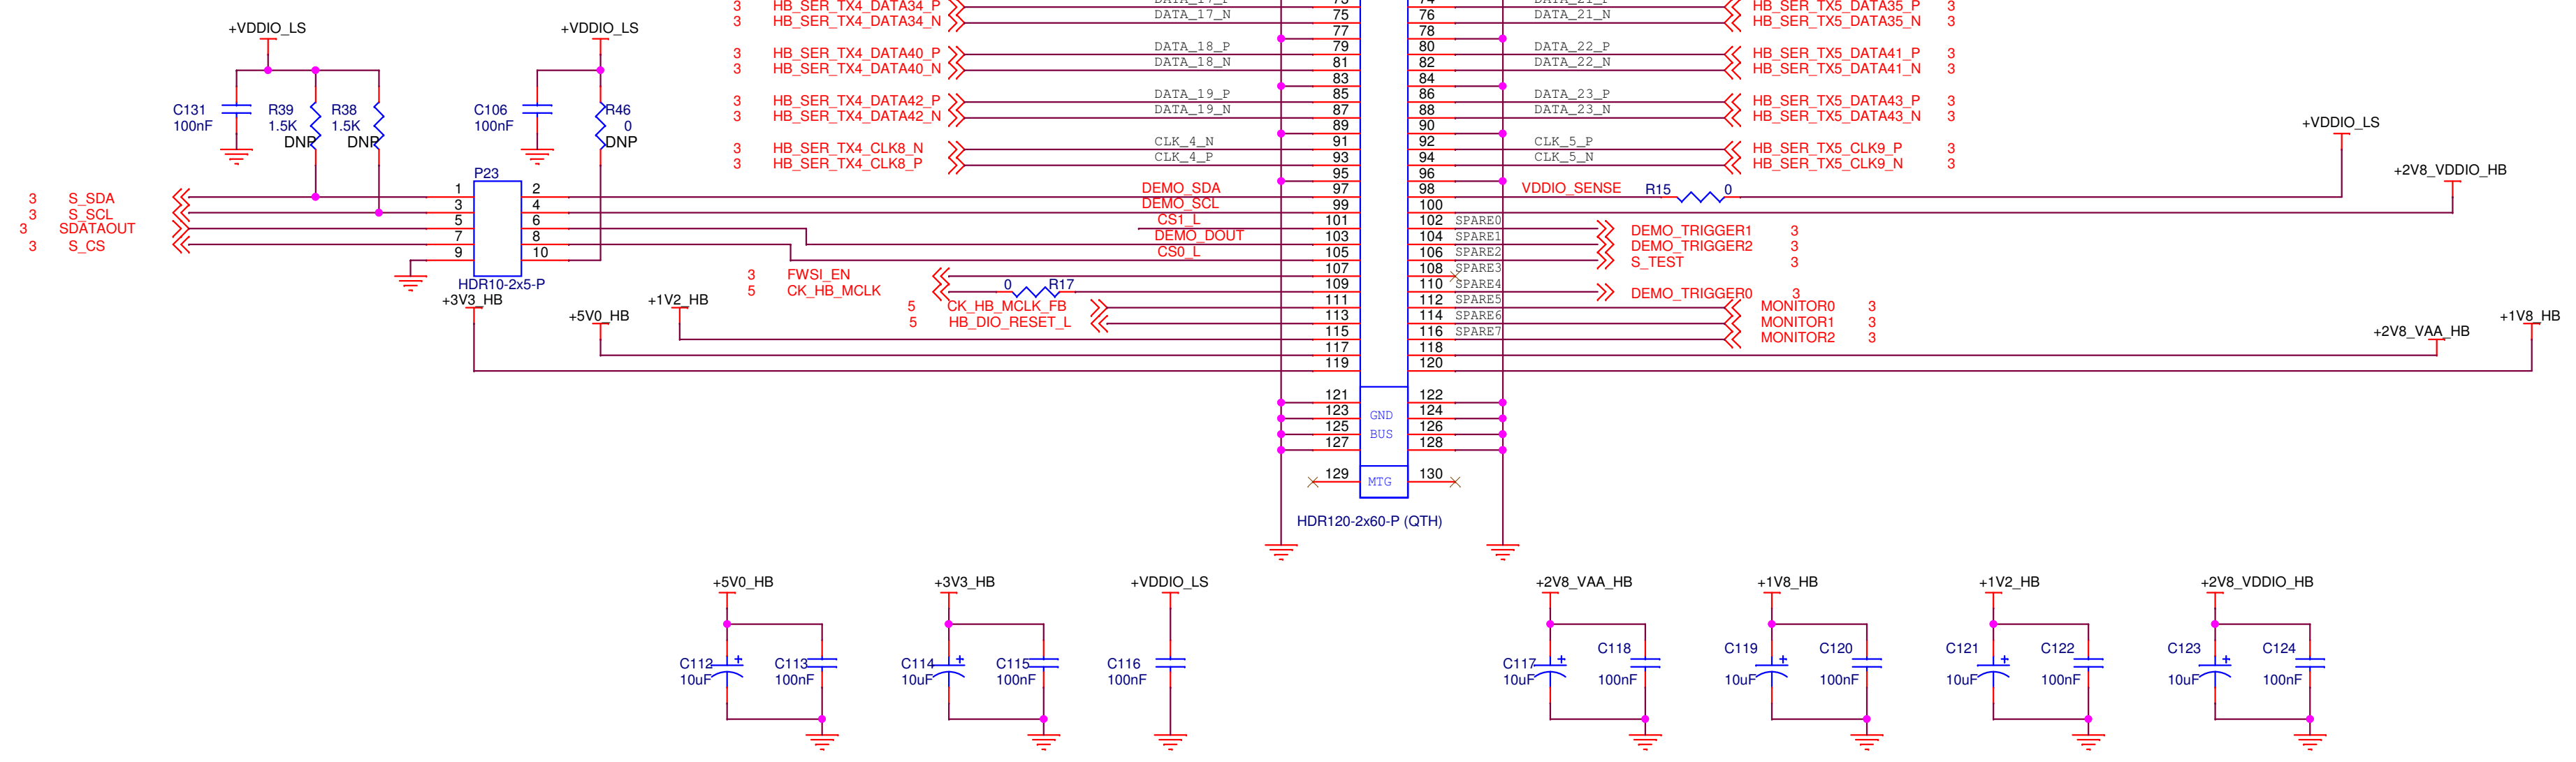 3 HB_SER_TX4_DATA34_P 73 74 HB_SER_TX5_DATA35_P 3
3 HB_SER_TX4_DATA34_N DATA_17_N 75 76 DATA_21_N HB_SER_TX5_DATA35_N 3
77 78
3 HB_SER_TX4_DATA40_P DATA_18_P 79 80 DATA_22_P HB_SER_TX5_DATA41_P 3
3 HB_SER_TX4_DATA40_N DATA_18_N 81 82 DATA_22_N HB_SER_TX5_DATA41_N 3
83 84
3 HB_SER_TX4_DATA42_P DATA_19_P 85 86 DATA_23_P HB_SER_TX5_DATA43_P 3
3 HB_SER_TX4_DATA42_N DATA_19_N 87 88 DATA_23_N HB_SER_TX5_DATA43_N 3
89 90
3 HB_SER_TX4_CLK8_N CLK_4_N 91 92 CLK_5_P HB_SER_TX5_CLK9_P 3
3 HB_SER_TX4_CLK8_P CLK_4_P 93 94 CLK_5_N HB_SER_TX5_CLK9_N 3
95 96
+VDDIO_LS +VDDIO_LS
C131 R39 R38 C106 R46
100nF 1.5K 1.5K 100nF 0
DNP DNP DNP
+VDDIO_LS
+2V8_VDDIO_HB
P23
3 S_SDA 1 2 DEMO_SDA 97 98 VDDIO_SENSE R15 0
3 S_SCL 3 4 DEMO_SCL 99 100
3 SDATAOUT 5 6 CS1_L 101 102 SPARE0 DEMO_TRIGGER1 3
3 S_CS 7 8 DEMO_DOUT 103 104 SPARE1 DEMO_TRIGGER2 3
9 10 CS0_L 105 106 SPARE2 S_TEST 3
HDR10-2x5-P
3 FWSI_EN 107 108 SPARE3
5 CK_HB_MCLK 0 R17 109 110 SPARE4 DEMO_TRIGGER0 3
+3V3_HB +5V0_HB +1V2_HB
5 CK_HB_MCLK_FB 111 112 SPARE5 MONITOR0 3
5 HB_DIO_RESET_L 113 114 SPARE6 MONITOR1 3
115 116 SPARE7 MONITOR2 3
117 118 +2V8_VAA_HB
119 120 +1V8_HB
121 122
123 GND 124
125 BUS 126
127 128
129 MTG 130
HDR120-2x60-P (QTH)
+5V0_HB +3V3_HB +VDDIO_LS +2V8_VAA_HB +1V8_HB +1V2_HB +2V8_VDDIO_HB
C112 C113 C114 C115 C116 C117 C118 C119 C120 C121 C122 C123 C124
10uF 100nF 10uF 100nF 100nF 10uF 100nF 10uF 100nF 10uF 100nF 10uF 100nF